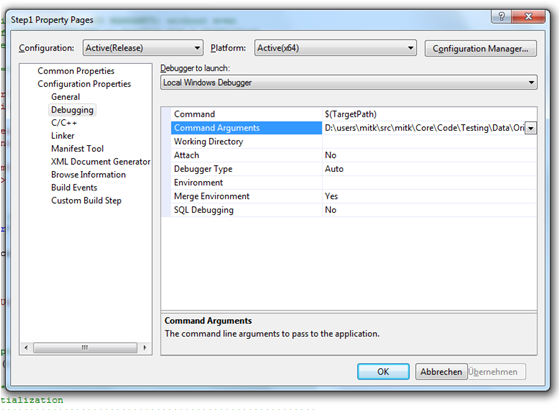 Step1 Property Pages
Configuration: Active(Release) Platform: Active(x64) Configuration Manager...
Common Properties
Configuration Properties
General
Debugging
C/C++
Linker
Manifest Tool
XML Document Generator
Browse Information
Build Events
Custom Build Step
Debugger to launch:
Local Windows Debugger
Command $(TargetPath)
Command Arguments D:\users\mitk\src\mitk\Core\Code\Testing\Data\Ori
Working Directory
Attach No
Debugger Type Auto
Environment
Merge Environment Yes
SQL Debugging No
Command Arguments
The command line arguments to pass to the application.
OK Abbrechen Übernehmen
tialization